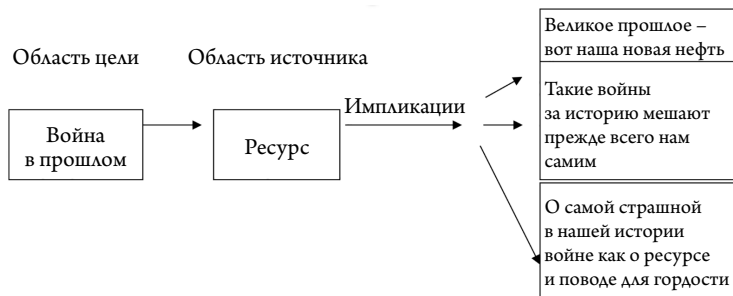 Область цели
Область источника
Война
в прошлом
Ресурс
Импликации
Великое прошлое –
вот наша новая нефть
Такие войны
за историю мешают
прежде всего нам
самим
О самой страшной
в нашей истории
войне как о ресурсе
и поводе для гордости